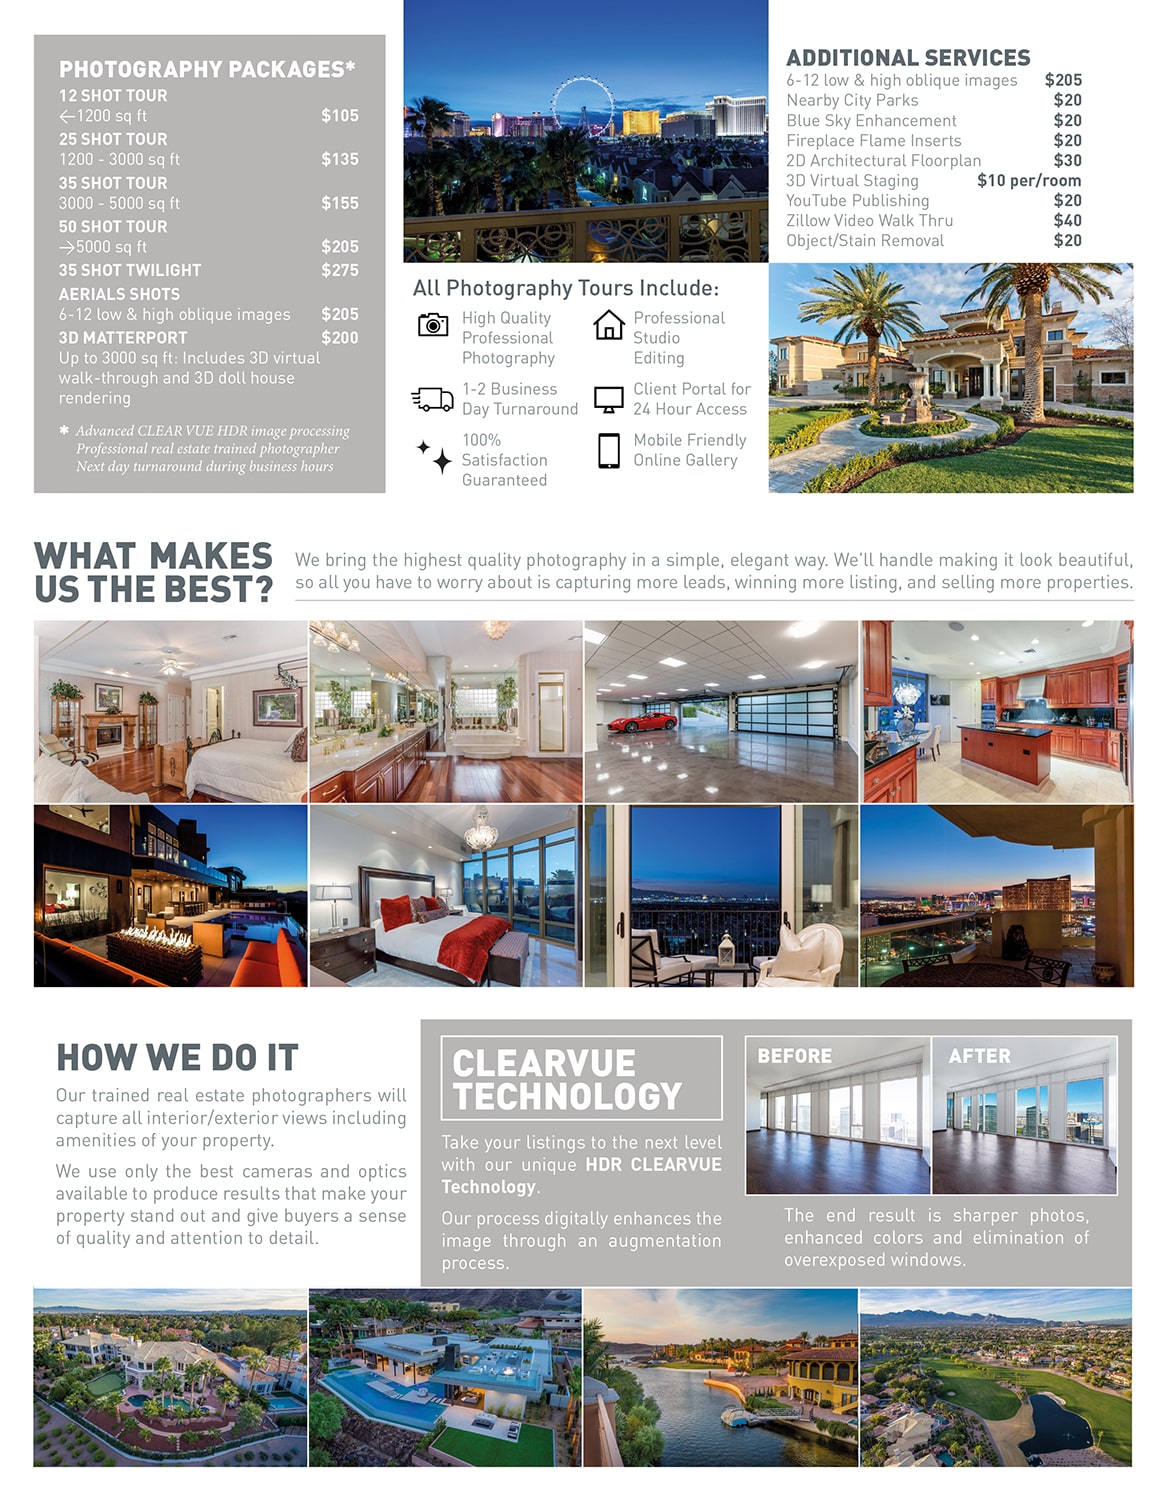 PHOTOGRAPHY PACKAGES*
12 SHOT TOUR
<1200 sq ft $105
25 SHOT TOUR
1200 - 3000 sq ft $135
35 SHOT TOUR
3000 - 5000 sq ft $155
50 SHOT TOUR
>5000 sq ft $205
35 SHOT TWILIGHT $275
AERIALS SHOTS
6-12 low & high oblique images $205
3D MATTERPORT $200
Up to 3000 sq ft: Includes 3D virtual
walk-through and 3D doll house
rendering
* Advanced CLEAR VUE HDR image processing
Professional real estate trained photographer
Next day turnaround during business hours
All Photography Tours Include:
High Quality
Professional
Photography
1-2 Business
Day Turnaround
100%
Satisfaction
Guaranteed
Professional
Studio
Editing
Client Portal for
24 Hour Access
Mobile Friendly
Online Gallery
ADDITIONAL SERVICES
6-12 low & high oblique images $205
Nearby City Parks $20
Blue Sky Enhancement $20
Fireplace Flame Inserts $20
2D Architectural Floorplan $30
3D Virtual Staging $10 per/room
YouTube Publishing $20
Zillow Video Walk Thru $40
Object/Stain Removal $20
WHAT MAKES
US THE BEST?
We bring the highest quality photography in a simple, elegant way. We'll handle making it look beautiful,
so all you have to worry about is capturing more leads, winning more listing, and selling more properties.
HOW WE DO IT
Our trained real estate photographers will
capture all interior/exterior views including
amenities of your property.
We use only the best cameras and optics
available to produce results that make your
property stand out and give buyers a sense
of quality and attention to detail.
CLEARVUE
TECHNOLOGY
Take your listings to the next level
with our unique HDR CLEARVUE
Technology.
Our process digitally enhances the
image through an augmentation
process.
BEFORE
AFTER
The end result is sharper photos,
enhanced colors and elimination of
overexposed windows.